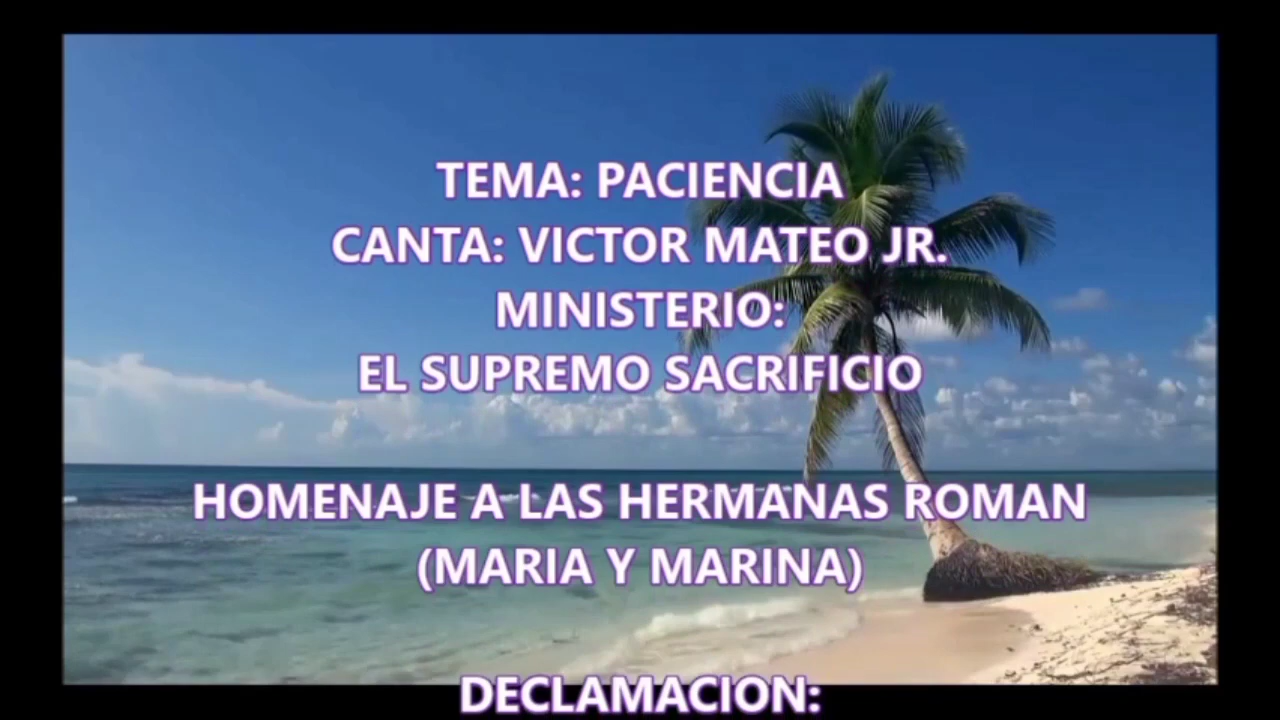 TEMA: PACIENCIA
CANTA: VICTOR MATEO JR.
MINISTERIO:
EL SUPREMO SACRIFICIO
HOMENAJE A LAS HERMANAS ROMAN
(MARIA Y MARINA)
DECLAMACION: